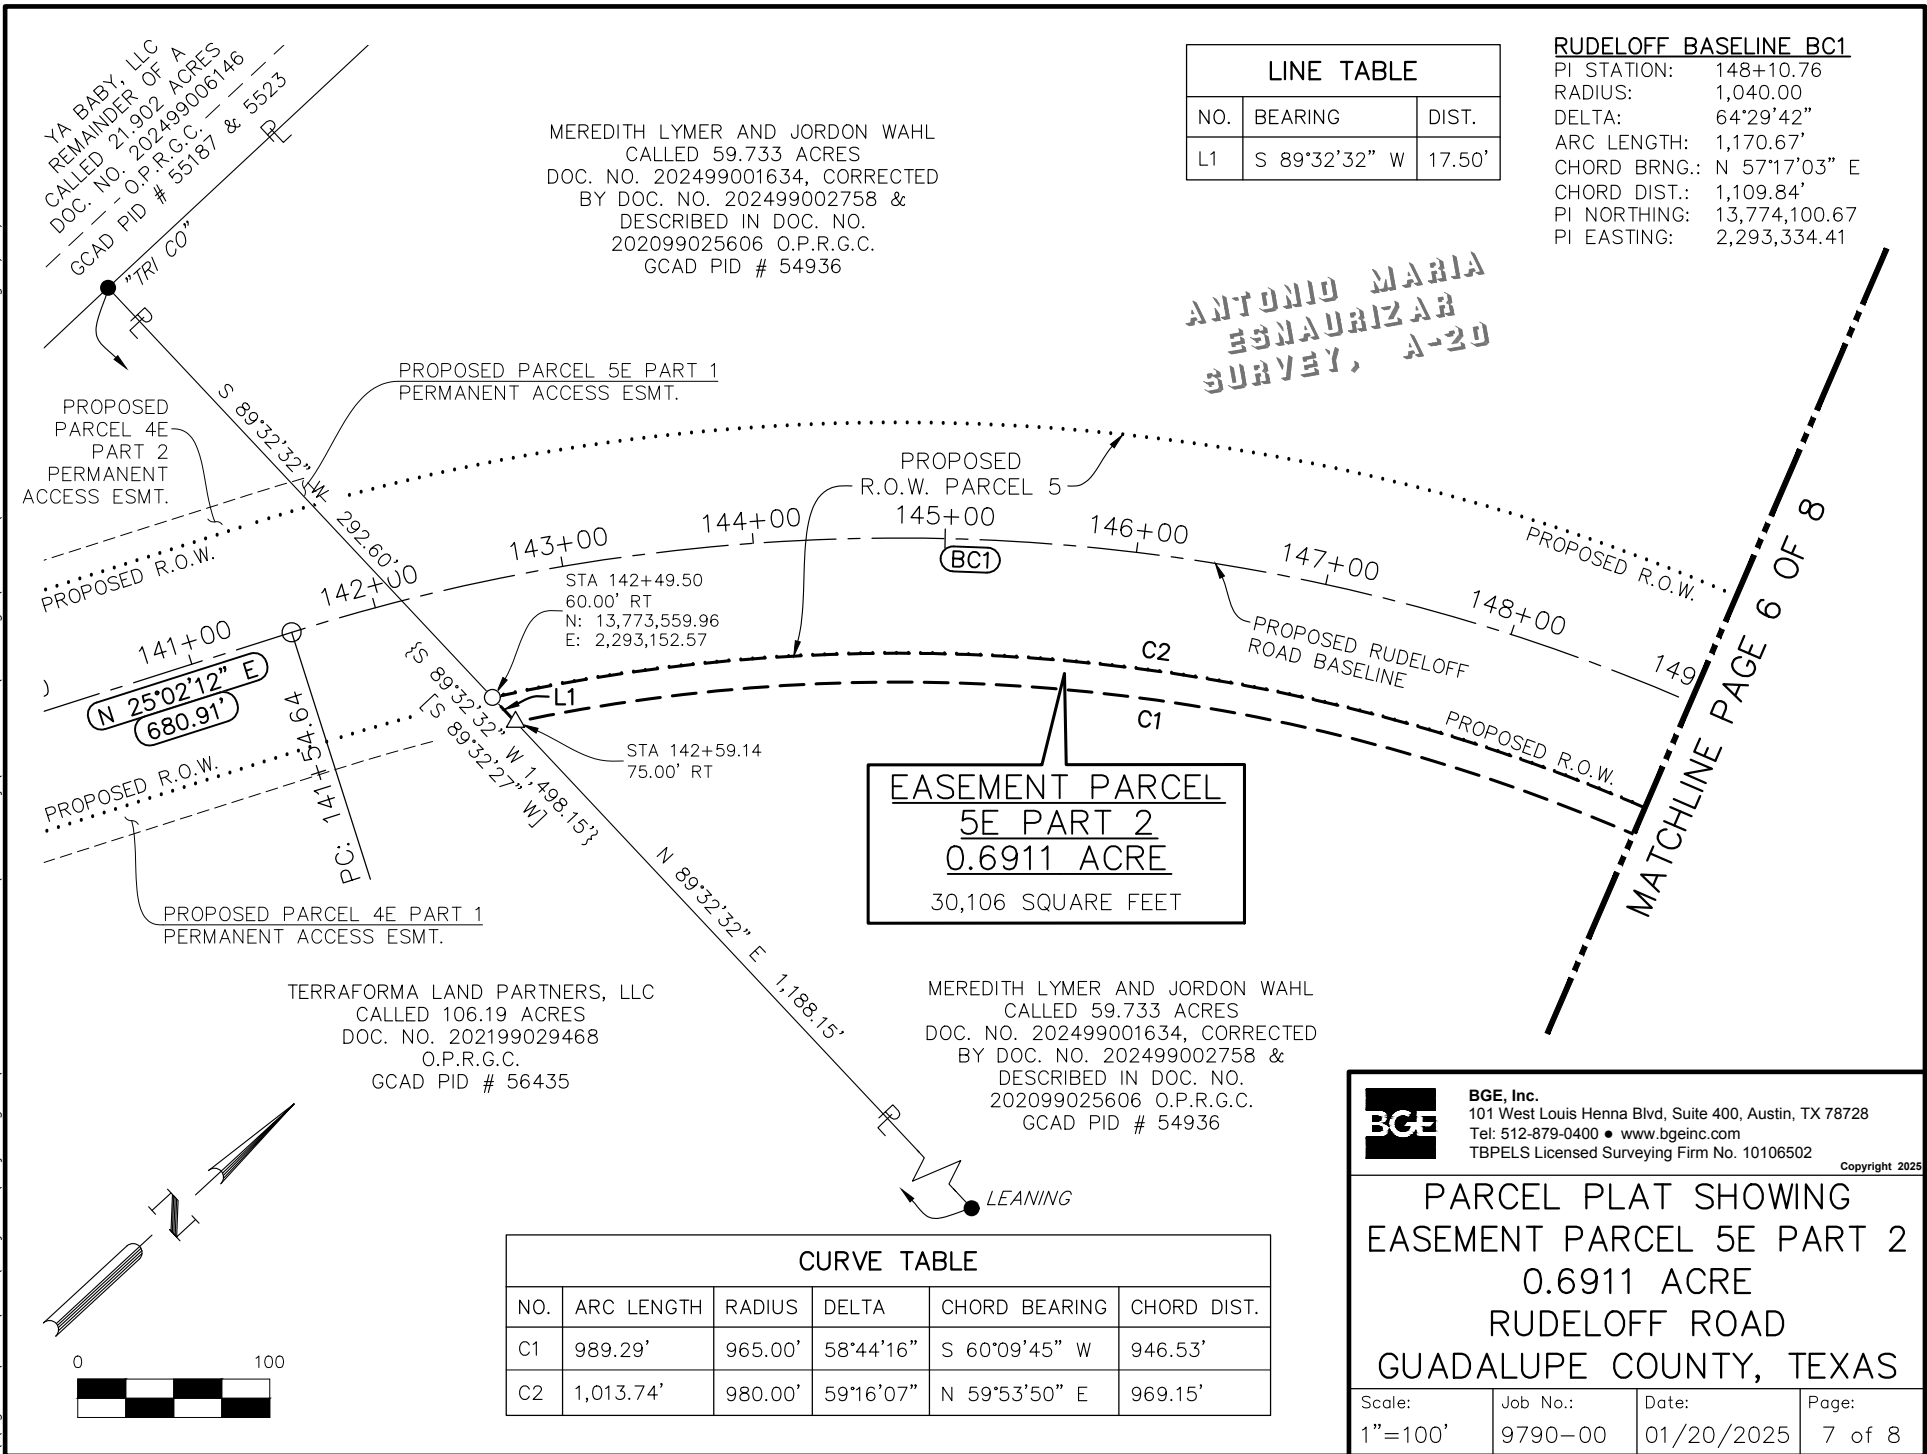 YA BABY, LLC
REMAINDER OF A
CALLED 21.902 ACRES
DOC. NO. 202499006146
O.P.R.G.C.
GCAD PID # 55187 & 5523
"TRI CO"
MEREDITH LYMER AND JORDON WAHL
CALLED 59.733 ACRES
DOC. NO. 202499001634, CORRECTED
BY DOC. NO. 202499002758 &
DESCRIBED IN DOC. NO.
202099025606 O.P.R.G.C.
GCAD PID # 54936
LINE TABLE
NO. BEARING DIST.
L1 S 89°32'32" W 17.50'
RUDELOFF BASELINE BC1
PI STATION: 148+10.76
RADIUS: 1,040.00
DELTA: 64°29'42"
ARC LENGTH: 1,170.67'
CHORD BRNG.: N 57°17'03" E
CHORD DIST.: 1,109.84'
PI NORTHING: 13,774,100.67
PI EASTING: 2,293,334.41
ANTONIO MARIA
ESNAURIZAR
SURVEY, A-20
PL
PL
PROPOSED PARCEL 5E PART 1
PERMANENT ACCESS ESMT.
PROPOSED
PARCEL 4E
PART 2
PERMANENT
ACCESS ESMT.
S 89°32'32" W 292.60'
PROPOSED
R.O.W. PARCEL 5
141+00
142+00
143+00
144+00
145+00
146+00
147+00
148+00
149
BC1
PROPOSED R.O.W.
PROPOSED R.O.W.
MATCHLINE PAGE 6 OF 8
STA 142+49.50
60.00' RT
N: 13,773,559.96
E: 2,293,152.57
PROPOSED RUDELOFF
ROAD BASELINE
N 25°02'12" E
680.91'
PC: 141+54.64
{S 89°32'32" W 1,498.15'}
[S 89°32'27" W]
L1
C2
C1
STA 142+59.14
75.00' RT
PROPOSED R.O.W.
PROPOSED R.O.W.
EASEMENT PARCEL
5E PART 2
0.6911 ACRE
30,106 SQUARE FEET
PROPOSED PARCEL 4E PART 1
PERMANENT ACCESS ESMT.
N 89°32'32" E 1,188.15'
TERRAFORMA LAND PARTNERS, LLC
CALLED 106.19 ACRES
DOC. NO. 202199029468
O.P.R.G.C.
GCAD PID # 56435
MEREDITH LYMER AND JORDON WAHL
CALLED 59.733 ACRES
DOC. NO. 202499001634, CORRECTED
BY DOC. NO. 202499002758 &
DESCRIBED IN DOC. NO.
202099025606 O.P.R.G.C.
GCAD PID # 54936
PL
LEANING
N
0 100
CURVE TABLE
NO. ARC LENGTH RADIUS DELTA CHORD BEARING CHORD DIST.
C1 989.29' 965.00' 58°44'16" S 60°09'45" W 946.53'
C2 1,013.74' 980.00' 59°16'07" N 59°53'50" E 969.15'
BGE
BGE, Inc.
101 West Louis Henna Blvd, Suite 400, Austin, TX 78728
Tel: 512-879-0400 ● www.bgeinc.com
TBPELS Licensed Surveying Firm No. 10106502
Copyright 2025
PARCEL PLAT SHOWING
EASEMENT PARCEL 5E PART 2
0.6911 ACRE
RUDELOFF ROAD
GUADALUPE COUNTY, TEXAS
Scale: Job No.: Date: Page:
1"=100' 9790-00 01/20/2025 7 of 8